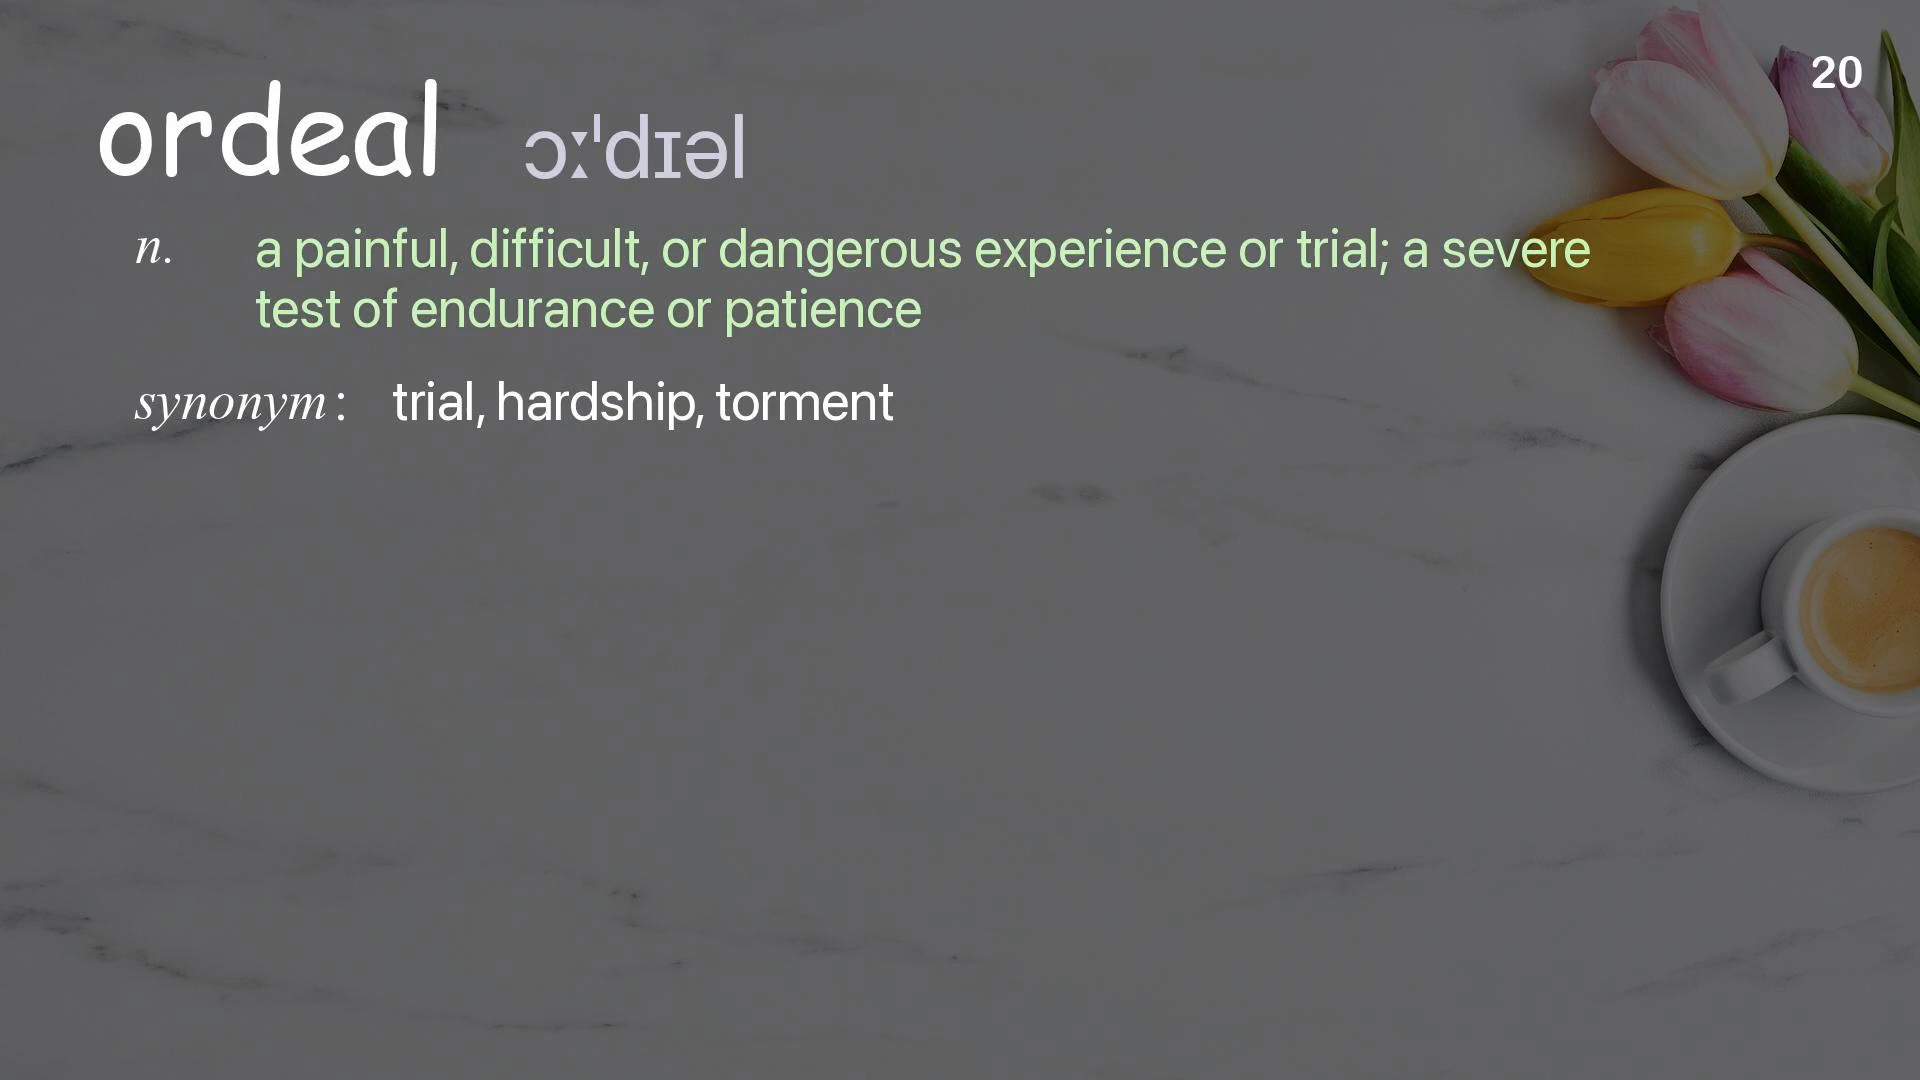 20
ordeal ɔːˈdɪəl
n. a painful, difficult, or dangerous experience or trial; a severe
test of endurance or patience
synonym: trial, hardship, torment